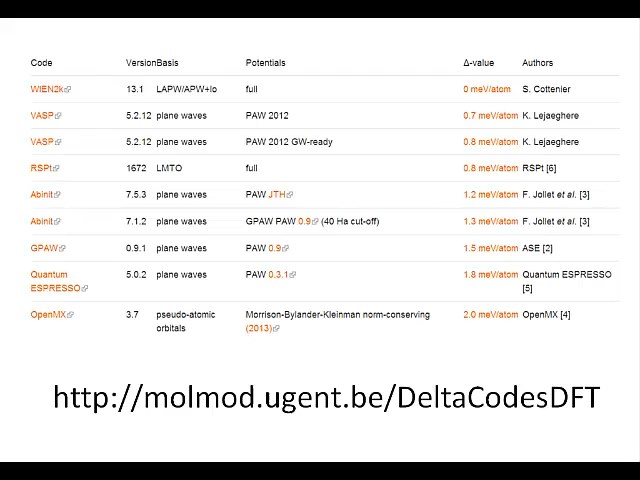 Code Version Basis Potentials Δ-value Authors
WIEN2k 13.1 LAPW/APW+lo full 0 meV/atom S. Cottenier
VASP 5.2.12 plane waves PAW 2012 0.7 meV/atom K. Lejaeghere
VASP 5.2.12 plane waves PAW 2012 GW-ready 0.8 meV/atom K. Lejaeghere
RSPt 1672 LMTO full 0.8 meV/atom RSPt [6]
Abinit 7.5.3 plane waves PAW JTH 1.2 meV/atom F. Jollet et al. [3]
Abinit 7.1.2 plane waves GPAW PAW 0.9 (40 Ha cut-off) 1.3 meV/atom F. Jollet et al. [3]
GPAW 0.9.1 plane waves PAW 0.9 1.5 meV/atom ASE [2]
Quantum 5.0.2 plane waves PAW 0.3.1 1.8 meV/atom Quantum ESPRESSO
ESPRESSO [5]
OpenMX 3.7 pseudo-atomic Morrison-Bylander-Kleinman norm-conserving 2.0 meV/atom OpenMX [4]
orbitals (2013)
http://molmod.ugent.be/DeltaCodesDFT